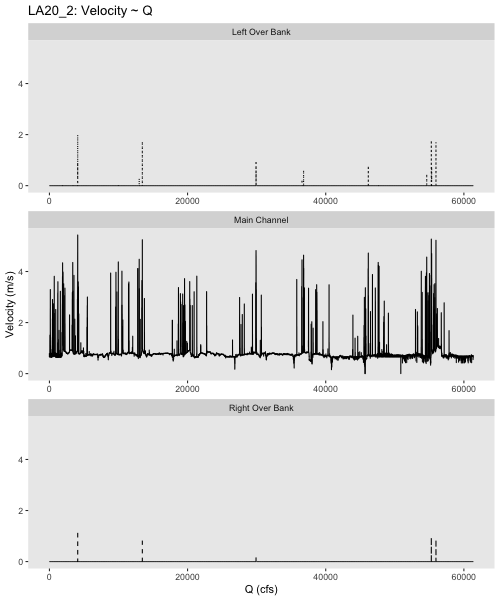 LA20_2: Velocity ~ Q
Left Over Bank
4
2
0
0 20000 40000 60000
Main Channel
4
2
0
0 20000 40000 60000
Velocity (m/s)
Right Over Bank
4
2
0
0 20000 40000 60000
Q (cfs)